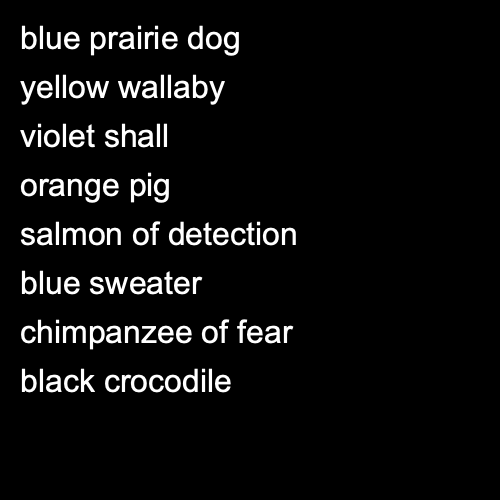 blue prairie dog
yellow wallaby
violet shall
orange pig
salmon of detection
blue sweater
chimpanzee of fear
black crocodile